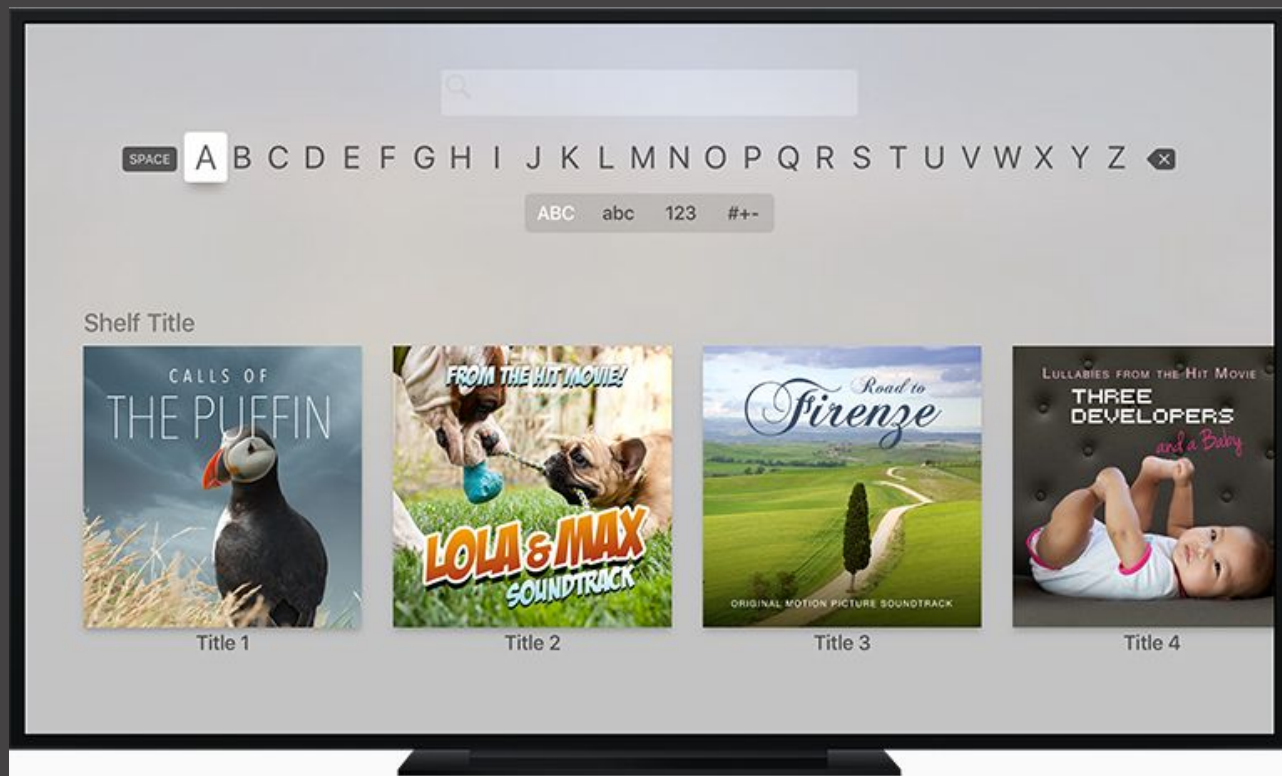 SPACE A B C D E F G H I J K L M N O P Q R S T U V W X Y Z
ABC abc 123 #+-
Shelf Title
CALLS OF
THE PUFFIN
Title 1
FROM THE HIT MOVIE!
LOLA & MAX
SOUNDTRACK
Title 2
Road to
Firenze
ORIGINAL MOTION PICTURE SOUNDTRACK
Title 3
LULLABIES FROM THE HIT MOVIE
THREE
DEVELOPERS
and a Baby
Title 4